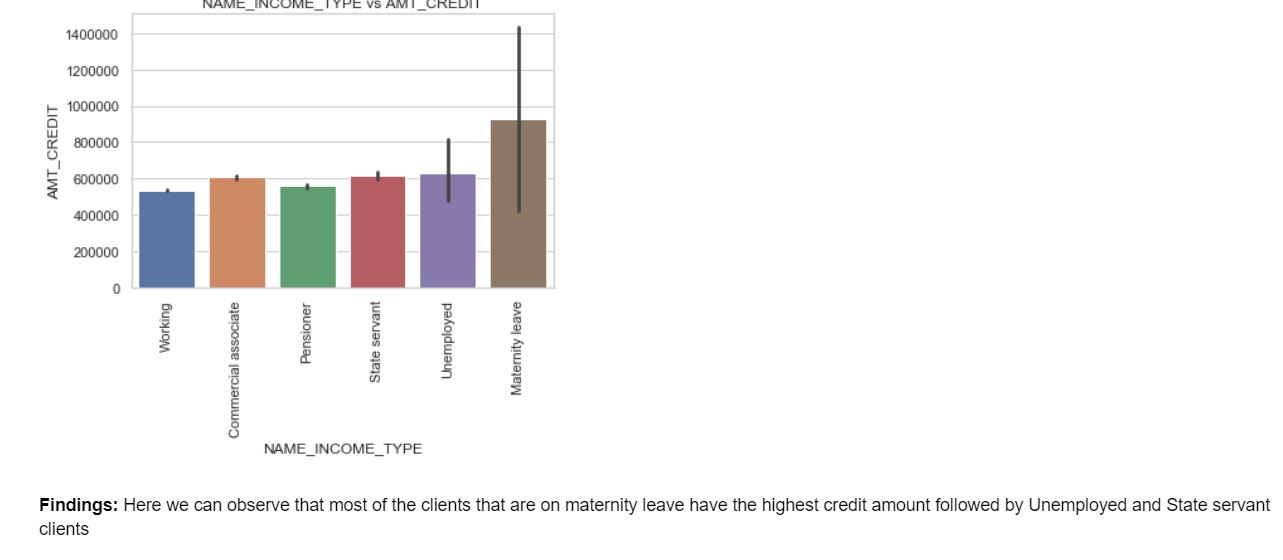 NAME_INCOME_TYPE vs AMT_CREDIT
1400000
1200000
1000000
800000
600000
400000
200000
0
AMT_CREDIT
Working
Commercial associate
Pensioner
State servant
Unemployed
Maternity leave
NAME_INCOME_TYPE
Findings: Here we can observe that most of the clients that are on maternity leave have the highest credit amount followed by Unemployed and State servant
clients